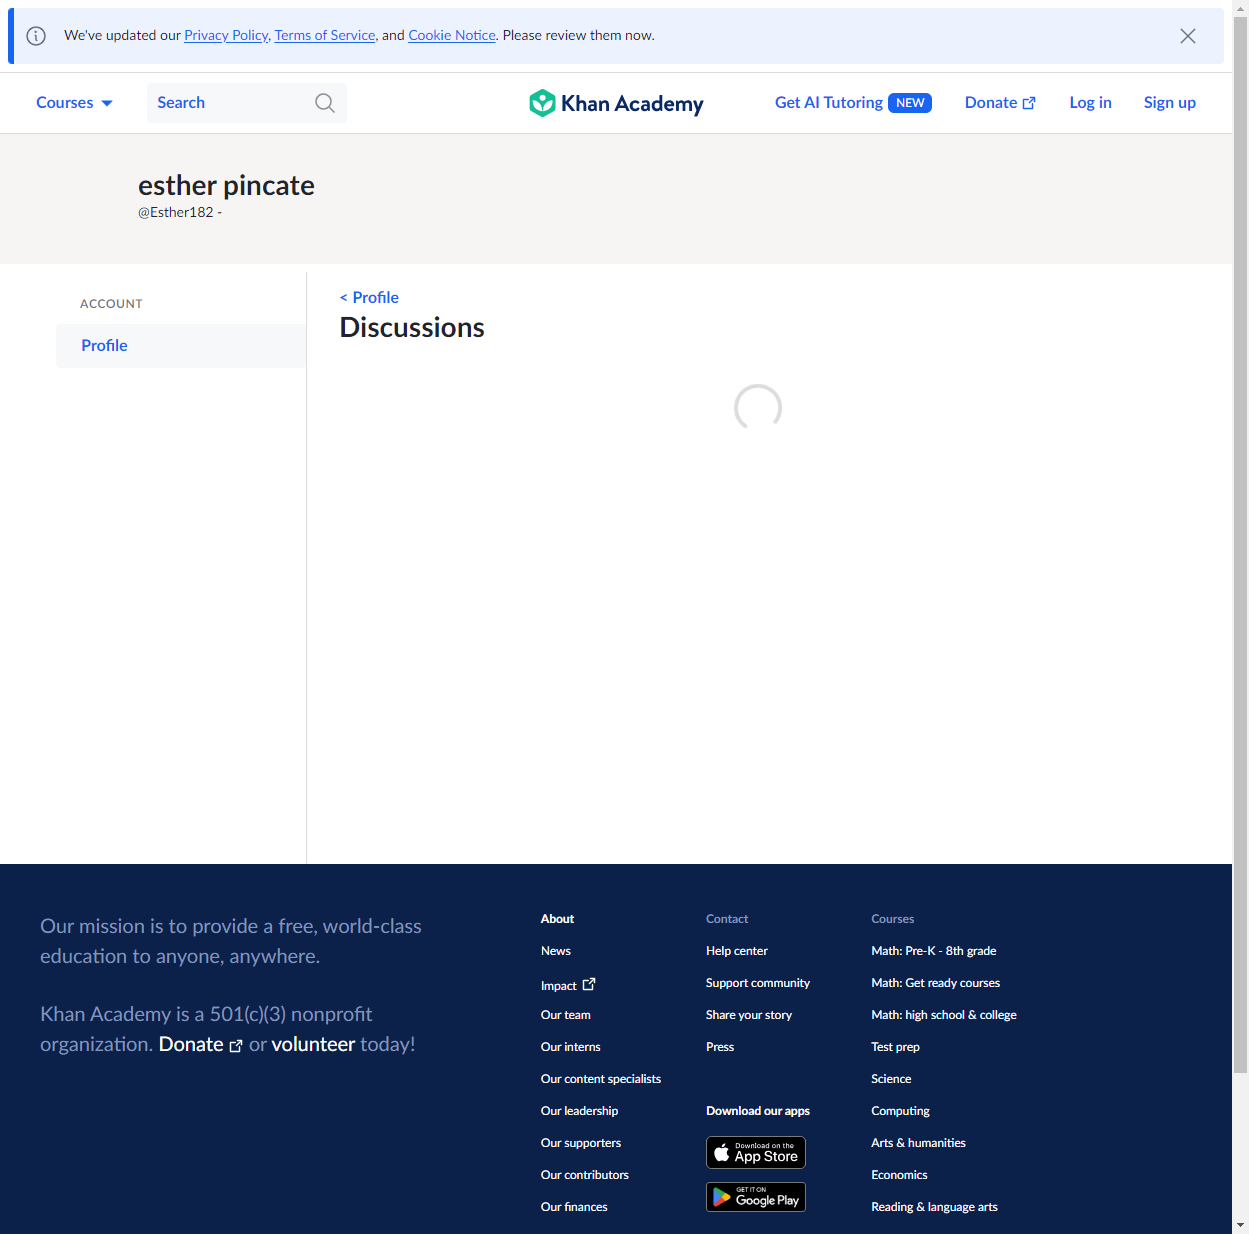 We've updated our Privacy Policy, Terms of Service, and Cookie Notice. Please review them now.
Courses
Search
Khan Academy
Get AI Tutoring NEW
Donate
Log in
Sign up
esther pincate
@Esther182 -
ACCOUNT
Profile
< Profile
Discussions
Our mission is to provide a free, world-class
education to anyone, anywhere.
Khan Academy is a 501(c)(3) nonprofit
organization. Donate or volunteer today!
About
News
Impact
Our team
Our interns
Our content specialists
Our leadership
Our supporters
Our contributors
Our finances
Contact
Help center
Support community
Share your story
Press
Download our apps
Download on the
App Store
GET IT ON
Google Play
Courses
Math: Pre-K - 8th grade
Math: Get ready courses
Math: high school & college
Test prep
Science
Computing
Arts & humanities
Economics
Reading & language arts